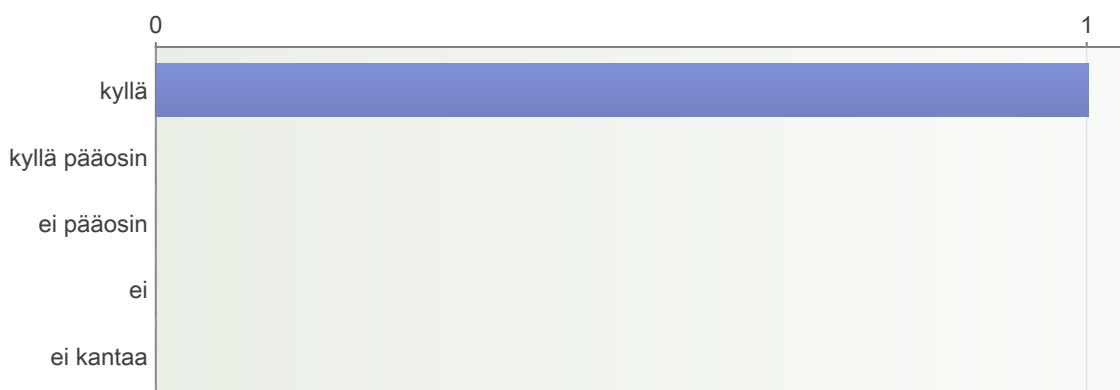 0 1
kyllä
kyllä pääosin
ei pääosin
ei
ei kantaa